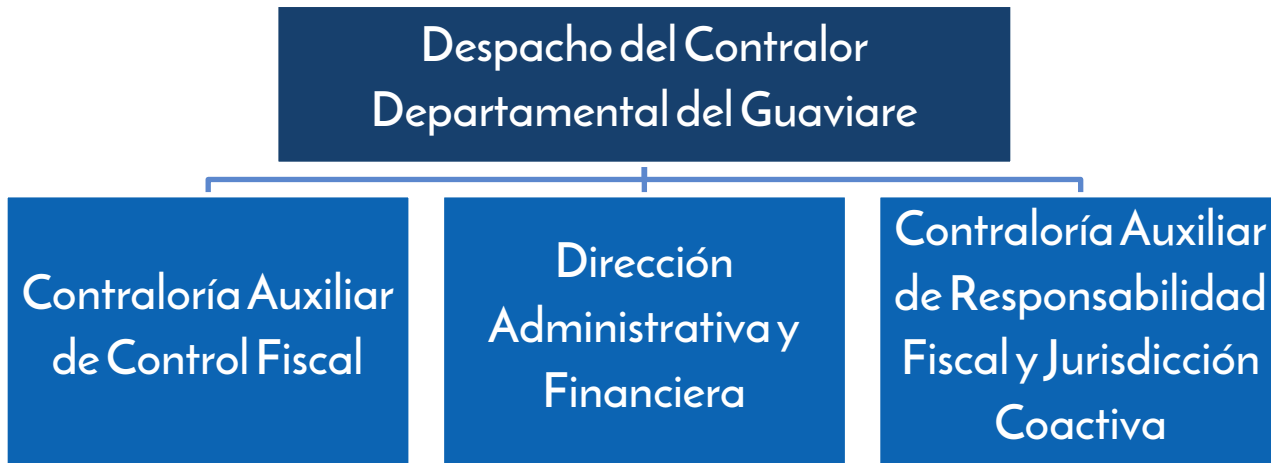 Despacho del Contralor
Departamental del Guaviare
Contraloría Auxiliar
de Control Fiscal
Dirección
Administrativa y
Financiera
Contraloría Auxiliar
de Responsabilidad
Fiscal y Jurisdicción
Coactiva